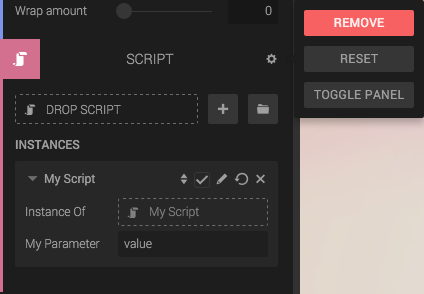 Wrap amount 0
REMOVE
SCRIPT
RESET
TOGGLE PANEL
DROP SCRIPT
INSTANCES
My Script
Instance Of My Script
My Parameter value